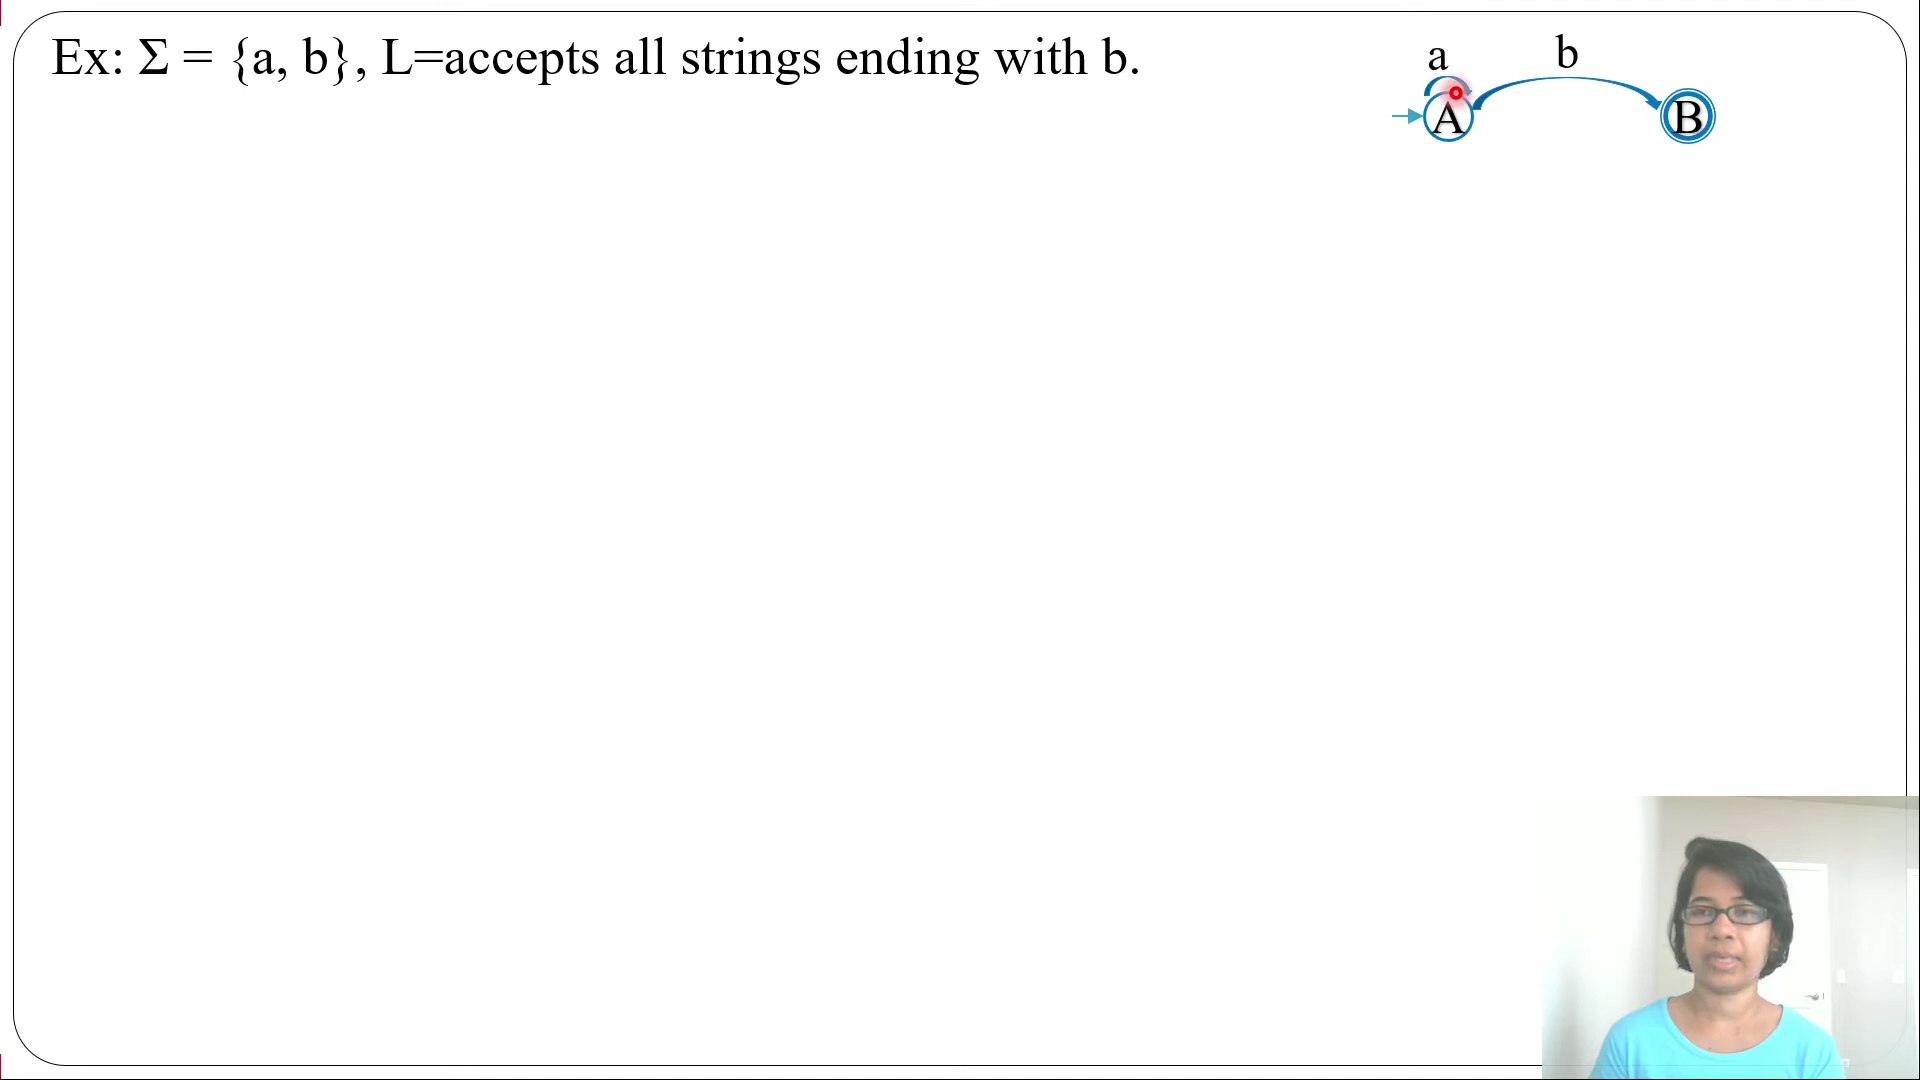 Ex: Σ = {a, b}, L=accepts all strings ending with b.
a
b
A
B